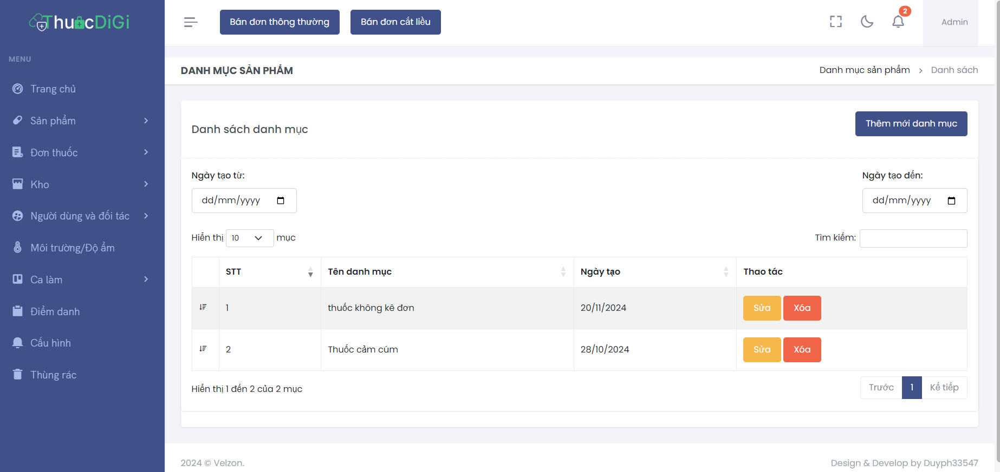 ThuốcDiGi
Bán đơn thông thường
Bán đơn cắt liều
2
Admin
MENU
Trang chủ
Sản phẩm
Đơn thuốc
Kho
Người dùng và đối tác
Môi trường/Độ ẩm
Ca làm
Điểm danh
Cấu hình
Thùng rác
DANH MỤC SẢN PHẨM
Danh mục sản phẩm > Danh sách
Danh sách danh mục
Thêm mới danh mục
Ngày tạo từ:
Ngày tạo đến:
dd/mm/yyyy
dd/mm/yyyy
Hiển thị 10 mục
Tìm kiếm:
STT Tên danh mục Ngày tạo Thao tác
1 thuốc không kê đơn 20/11/2024 Sửa Xóa
2 Thuốc cảm cúm 28/10/2024 Sửa Xóa
Hiển thị 1 đến 2 của 2 mục
Trước 1 Kế tiếp
2024 © Velzon.
Design & Develop by Duyph33547